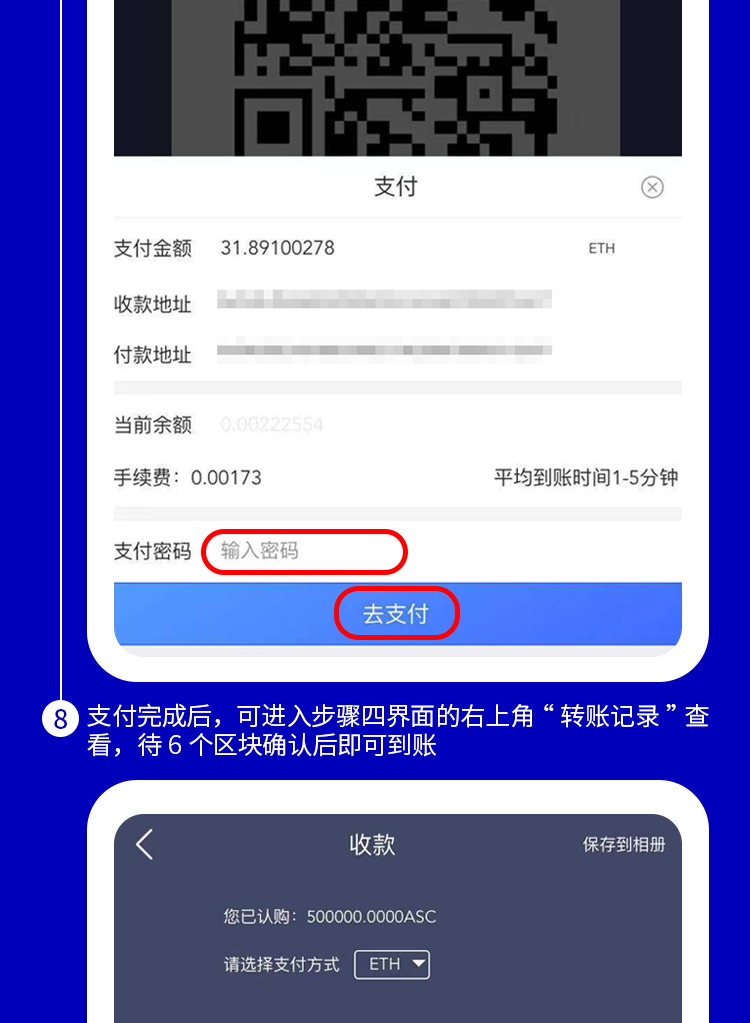 支付
支付金额 31.89100278 ETH
收款地址
付款地址
当前余额 0.00222554
手续费：0.00173 平均到账时间1-5分钟
支付密码 输入密码
去支付
8 支付完成后，可进入步骤四界面的右上角“转账记录”查
看，待6个区块确认后即可到账
收款 保存到相册
您已认购：500000.0000ASC
请选择支付方式 ETH